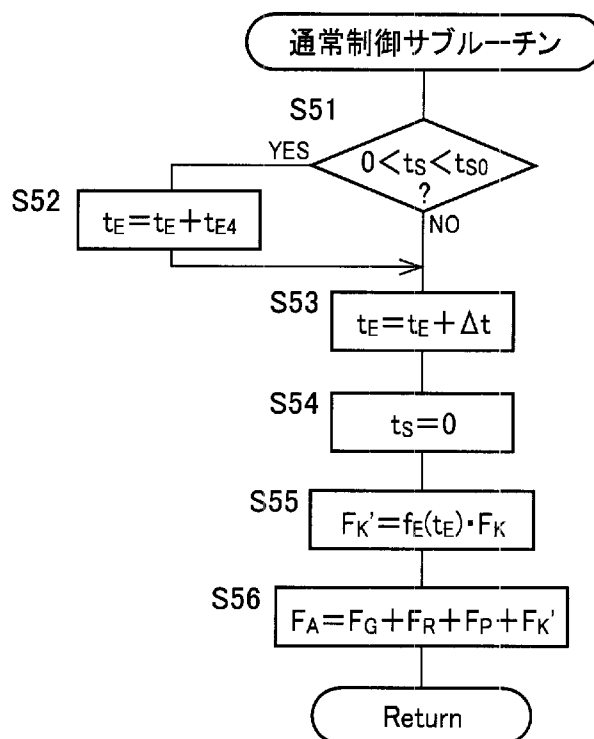 通常制御サブルーチン
S51
0<tS<tS0
?
YES
NO
S52
tE=tE+tE4
S53
tE=tE+Δt
S54
tS=0
S55
FK'=fE(tE)・FK
S56
FA=FG+FR+FP+FK'
Return